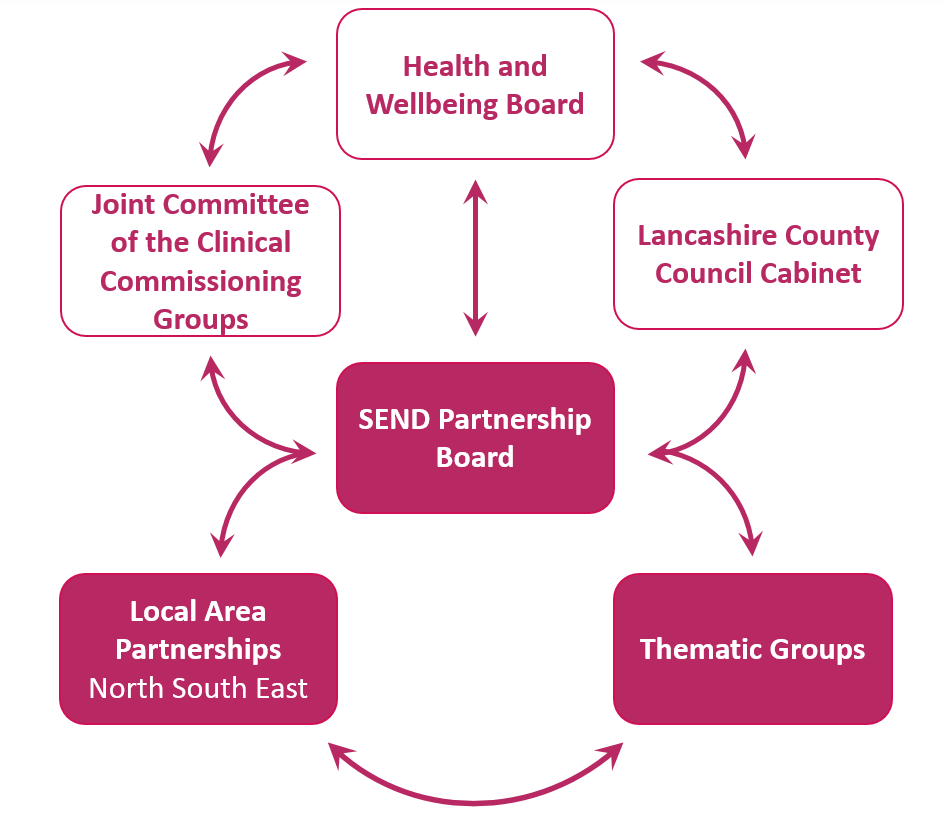 Health and
Wellbeing Board
Joint Committee
of the Clinical
Commissioning
Groups
Lancashire County
Council Cabinet
SEND Partnership
Board
Local Area
Partnerships
North South East
Thematic Groups